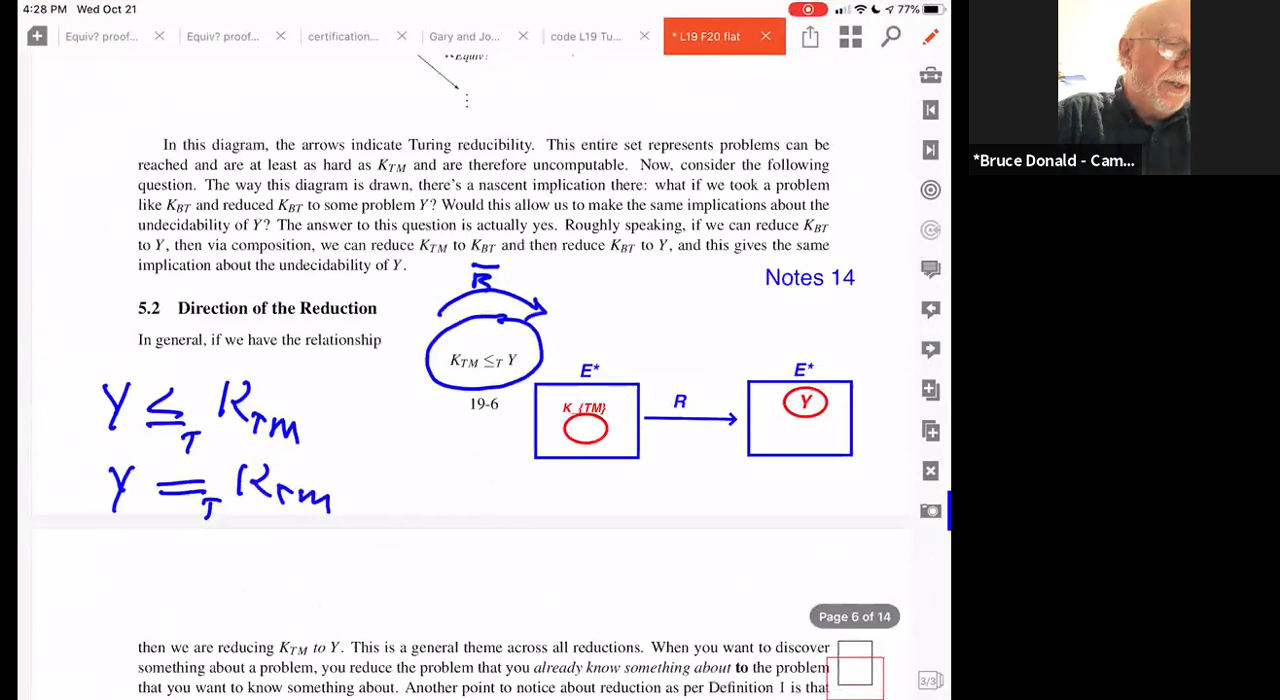 4:28 PM Wed Oct 21
77%
Equiv? proof...
Equiv? proof...
certification...
Gary and Jo...
code L19 Tu...
* L19 F20 flat
*Bruce Donald - Cam...
In this diagram, the arrows indicate Turing reducibility. This entire set represents problems can be
reached and are at least as hard as K_TM and are therefore uncomputable. Now, consider the following
question. The way this diagram is drawn, there's a nascent implication there: what if we took a problem
like K_BT and reduced K_BT to some problem Y? Would this allow us to make the same implications about the
undecidability of Y? The answer to this question is actually yes. Roughly speaking, if we can reduce K_BT
to Y, then via composition, we can reduce K_TM to K_BT and then reduce K_BT to Y, and this gives the same
implication about the undecidability of Y.
Notes 14
5.2 Direction of the Reduction
In general, if we have the relationship
K_TM ≤_T Y
19-6
Y ≤_T K_TM
Y =_T K_TM
E*
K_{TM}
R
E*
Y
Page 6 of 14
then we are reducing K_TM to Y. This is a general theme across all reductions. When you want to discover
something about a problem, you reduce the problem that you already know something about to the problem
that you want to know something about. Another point to notice about reduction as per Definition 1 is that
3/3